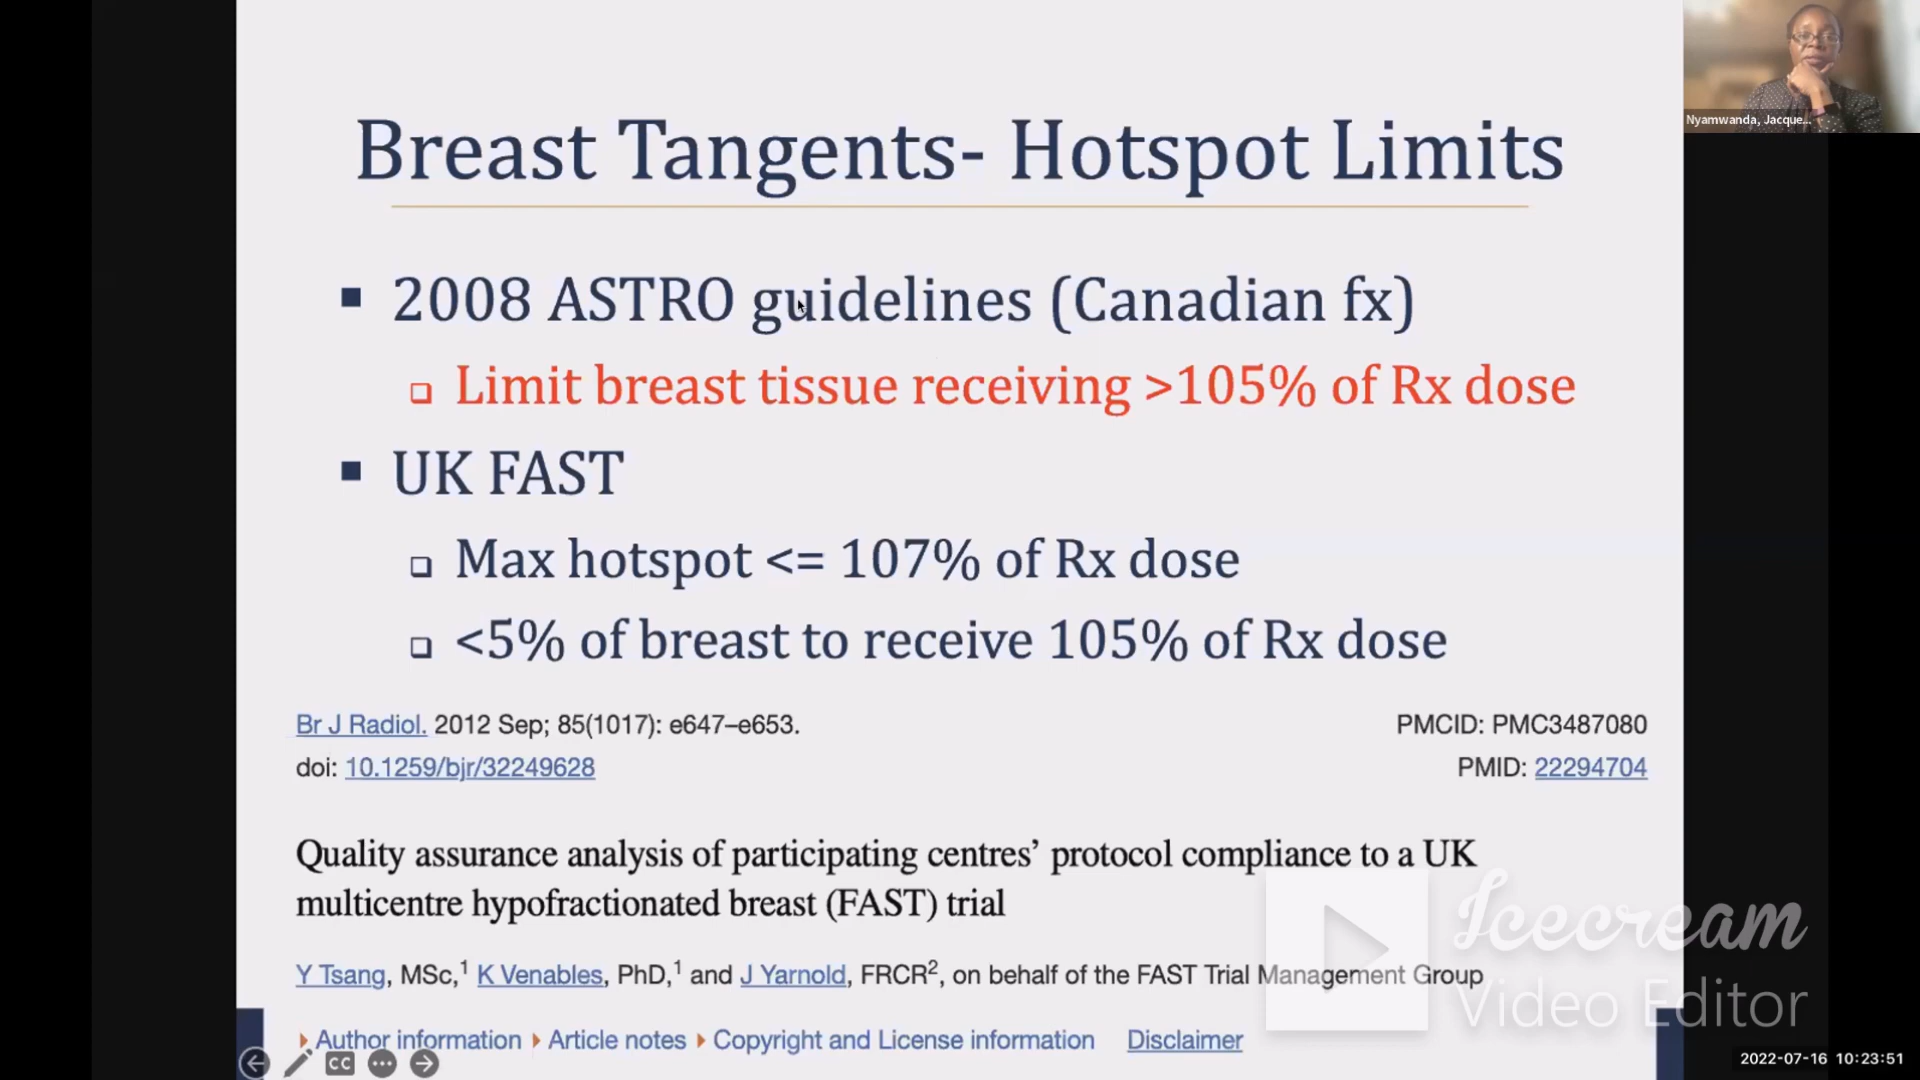 Breast Tangents- Hotspot Limits
2008 ASTRO guidelines (Canadian fx)
Limit breast tissue receiving >105% of Rx dose
UK FAST
Max hotspot <= 107% of Rx dose
<5% of breast to receive 105% of Rx dose
Br J Radiol. 2012 Sep; 85(1017): e647–e653.
PMCID: PMC3487080
doi: 10.1259/bjr/32249628
PMID: 22294704
Quality assurance analysis of participating centres’ protocol compliance to a UK
multicentre hypofractionated breast (FAST) trial
Y Tsang, MSc,1 K Venables, PhD,1 and J Yarnold, FRCR2, on behalf of the FAST Trial Management Group
Author information Article notes Copyright and License information Disclaimer
CC
Nyamwanda, Jacque...
Icecream
Video Editor
2022-07-16 10:23:51